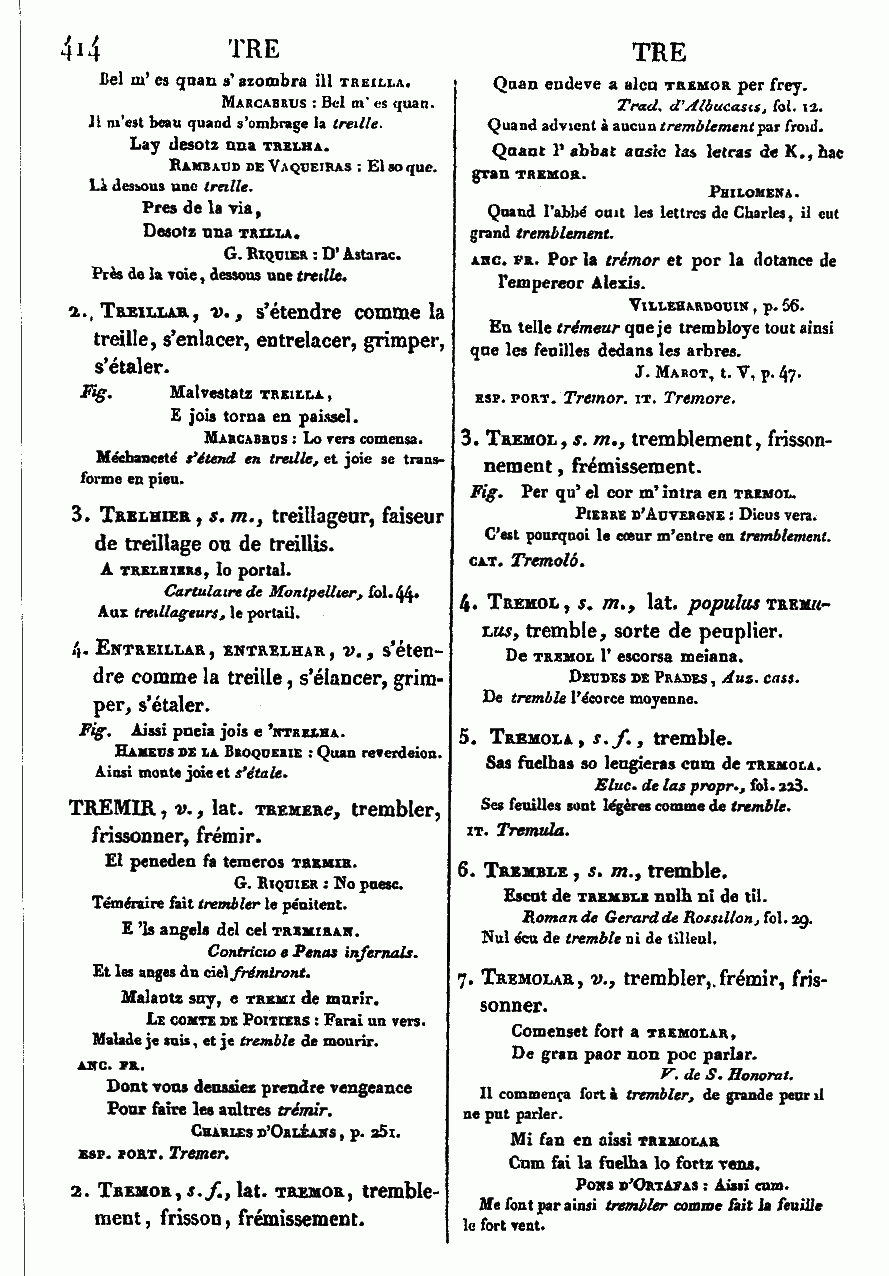 414 TRE TRE
Bel m' es quan s' azombra ill TREILLA.
MARCABRUS : Bel m' es quan.
Il m'est beau quand s'ombrage la treille.
Lay desotz una TRELHA.
RAMBAUD DE VAQUEIRAS : El so que.
Là dessous une treille.
Pres de la via,
Desotz una TRILLA.
G. RIQUIER : D' Astarac.
Près de la voie, dessous une treille.
2., TREILLAR, v., s'étendre comme la
treille, s'enlacer, entrelacer, grimper,
s'étaler.
Fig. Malvestatz TREILLA,
E jois torna en paissel.
MARCABRUS : Lo vers comensa.
Méchanceté s'étend en treille, et joie se trans-
forme en pieu.
3. TRELHIER, s. m., treillageur, faiseur
de treillage ou de treillis.
A TRELHIERS, lo portal.
Cartulaire de Montpellier, fol. 44.
Aux treillageurs, le portail.
4. ENTREILLAR, ENTRELHAR, v., s'éten-
dre comme la treille, s'élancer, grim-
per, s'étaler.
Fig. Aissi pueia jois e 'NTRELHA.
HAMEUS DE LA BROQUERIE : Quan reverdeion.
Ainsi monte joie et s'étale.
TREMIR, v., lat. TREMERe, trembler,
frissonner, frémir.
El peneden fa temeros TREMIR.
G. RIQUIER : No puesc.
Téméraire fait trembler le pénitent.
E 'ls angels del cel TREMIRAN.
Contricio e Penas infernals.
Et les anges du ciel frémiront.
Malautz suy, e TREMI de murir.
LE COMTE DE POITIERS : Farai un vers.
Malade je suis, et je tremble de mourir.
ANC. FR.
Dont vous deussiez prendre vengeance
Pour faire les aultres trémir.
CHARLES D'ORLÉANS, p. 251.
ESP. PORT. Tremer.
2. TREMOR, s. f., lat. TREMOR, tremble-
ment, frisson, frémissement.
Quan endeve a alcu TREMOR per frey.
Trad. d'Albucasis, fol. 12.
Quand advient à aucun tremblement par froid.
Quant l' abbat ausic las letras de K., hac
gran TREMOR.
PHILOMENA.
Quand l'abbé ouit les lettres de Charles, il eut
grand tremblement.
ANC. FR. Por la trémor et por la dotance de
l'empereor Alexis.
VILLEHARDOUIN, p. 56.
En telle trémeur que je trembloye tout ainsi
que les feuilles dedans les arbres.
J. MAROT, t. V, p. 47.
ESP. PORT. Tremor. IT. Tremore.
3. TREMOL, s. m., tremblement, frisson-
nement, frémissement.
Fig. Per qu' el cor m' intra en TREMOL.
PIERRE D'AUVERGNE : Dieus vera.
C'est pourquoi le cœur m'entre en tremblement.
CAT. Tremoló.
4. TREMOL, s. m., lat. populus TREMu-
LUs, tremble, sorte de peuplier.
De TREMOL l' escorsa meiana.
DEUDES DE PRADES, Auz. cass.
De tremble l'écorce moyenne.
5. TREMOLA, s. f., tremble.
Sas fuelhas so leugieras cum de TREMOLA.
Eluc. de las propr., fol. 223.
Ses feuilles sont légères comme de tremble.
IT. Tremula.
6. TREMBLE, s. m., tremble.
Escut de TREMBLE nulh ni de til.
Roman de Gerard de Rossillon, fol. 29.
Nul écu de tremble ni de tilleul.
7. TREMOLAR, v., trembler, frémir, fris-
sonner.
Comenset fort a TREMOLAR,
De gran paor non poc parlar.
V. de S. Honorat.
Il commença fort à trembler, de grande peur il
ne put parler.
Mi fan en aissi TREMOLAR
Cum fai la fuelha lo fortz vens.
PONS D'ORTAFAS : Aissi cum.
Me font par ainsi trembler comme fait la feuille
le fort vent.